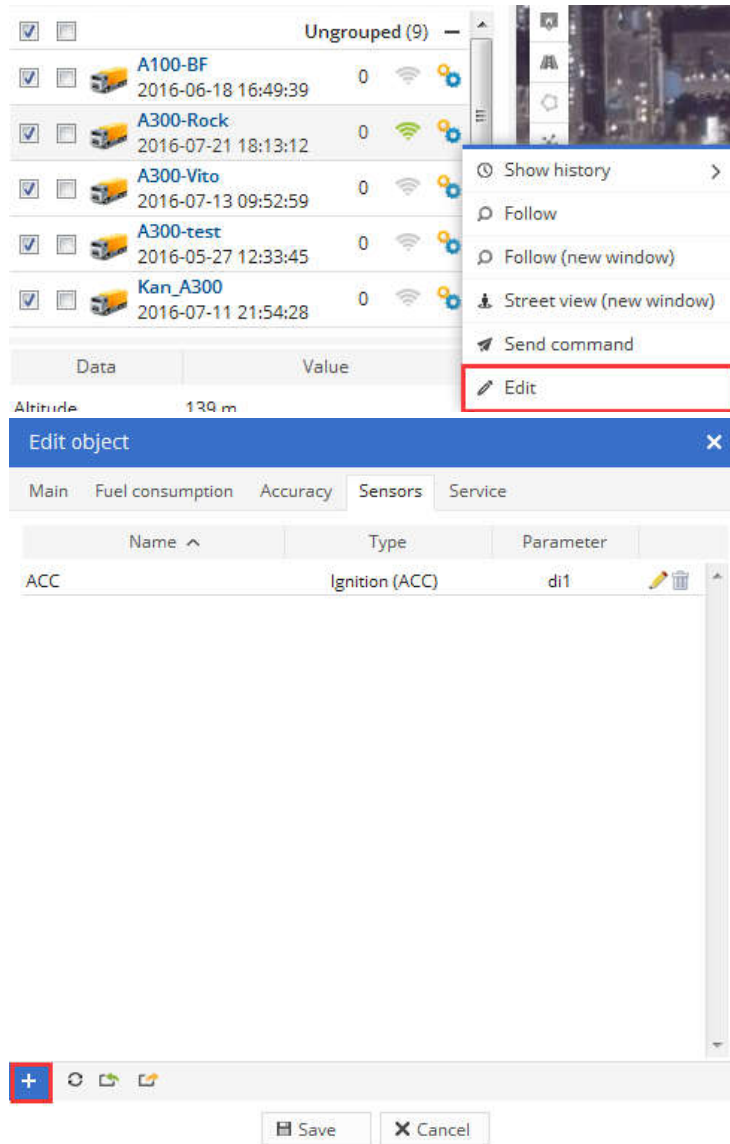 Ungrouped (9)
A100-BF
2016-06-18 16:49:39
0
A300-Rock
2016-07-21 18:13:12
0
A300-Vito
2016-07-13 09:52:59
0
A300-test
2016-05-27 12:33:45
0
Kan_A300
2016-07-11 21:54:28
0
Show history
Follow
Follow (new window)
Street view (new window)
Send command
Edit
Data Value
Altitude 139 m
Edit object
Main Fuel consumption Accuracy Sensors Service
Name Type Parameter
ACC Ignition (ACC) di1
Save Cancel